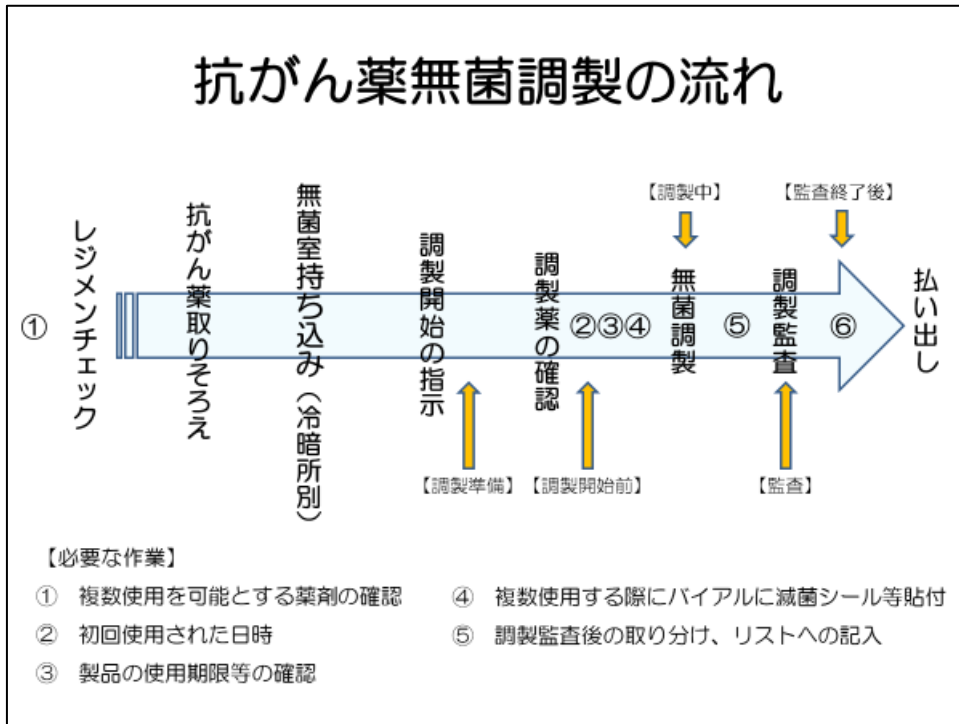 抗がん薬無菌調製の流れ
①
レジメンチェック
抗がん薬取りそろえ
無菌室持ち込み（冷暗所別）
調製開始の指示
【調製準備】
調製薬の確認
【調製開始前】
②③④
【調製中】
無菌調製
⑤
調製監査
【監査】
【監査終了後】
⑥
払い出し
【必要な作業】
① 複数使用を可能とする薬剤の確認
② 初回使用された日時
③ 製品の使用期限等の確認
④ 複数使用する際にバイアルに滅菌シール等貼付
⑤ 調製監査後の取り分け、リストへの記入